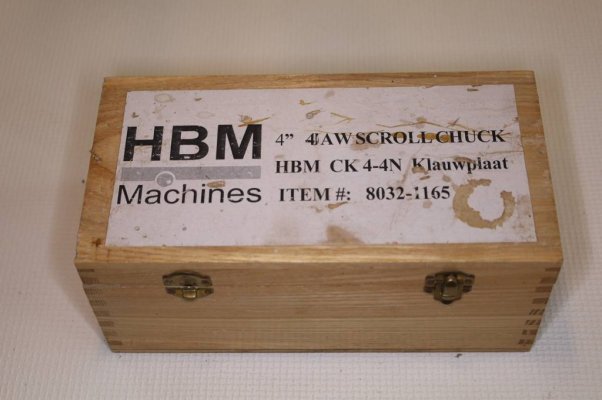 HBM
Machines
4" 4JAW SCROLL CHUCK
HBM CK 4-4N Klauwplaat
ITEM #: 8032-1165